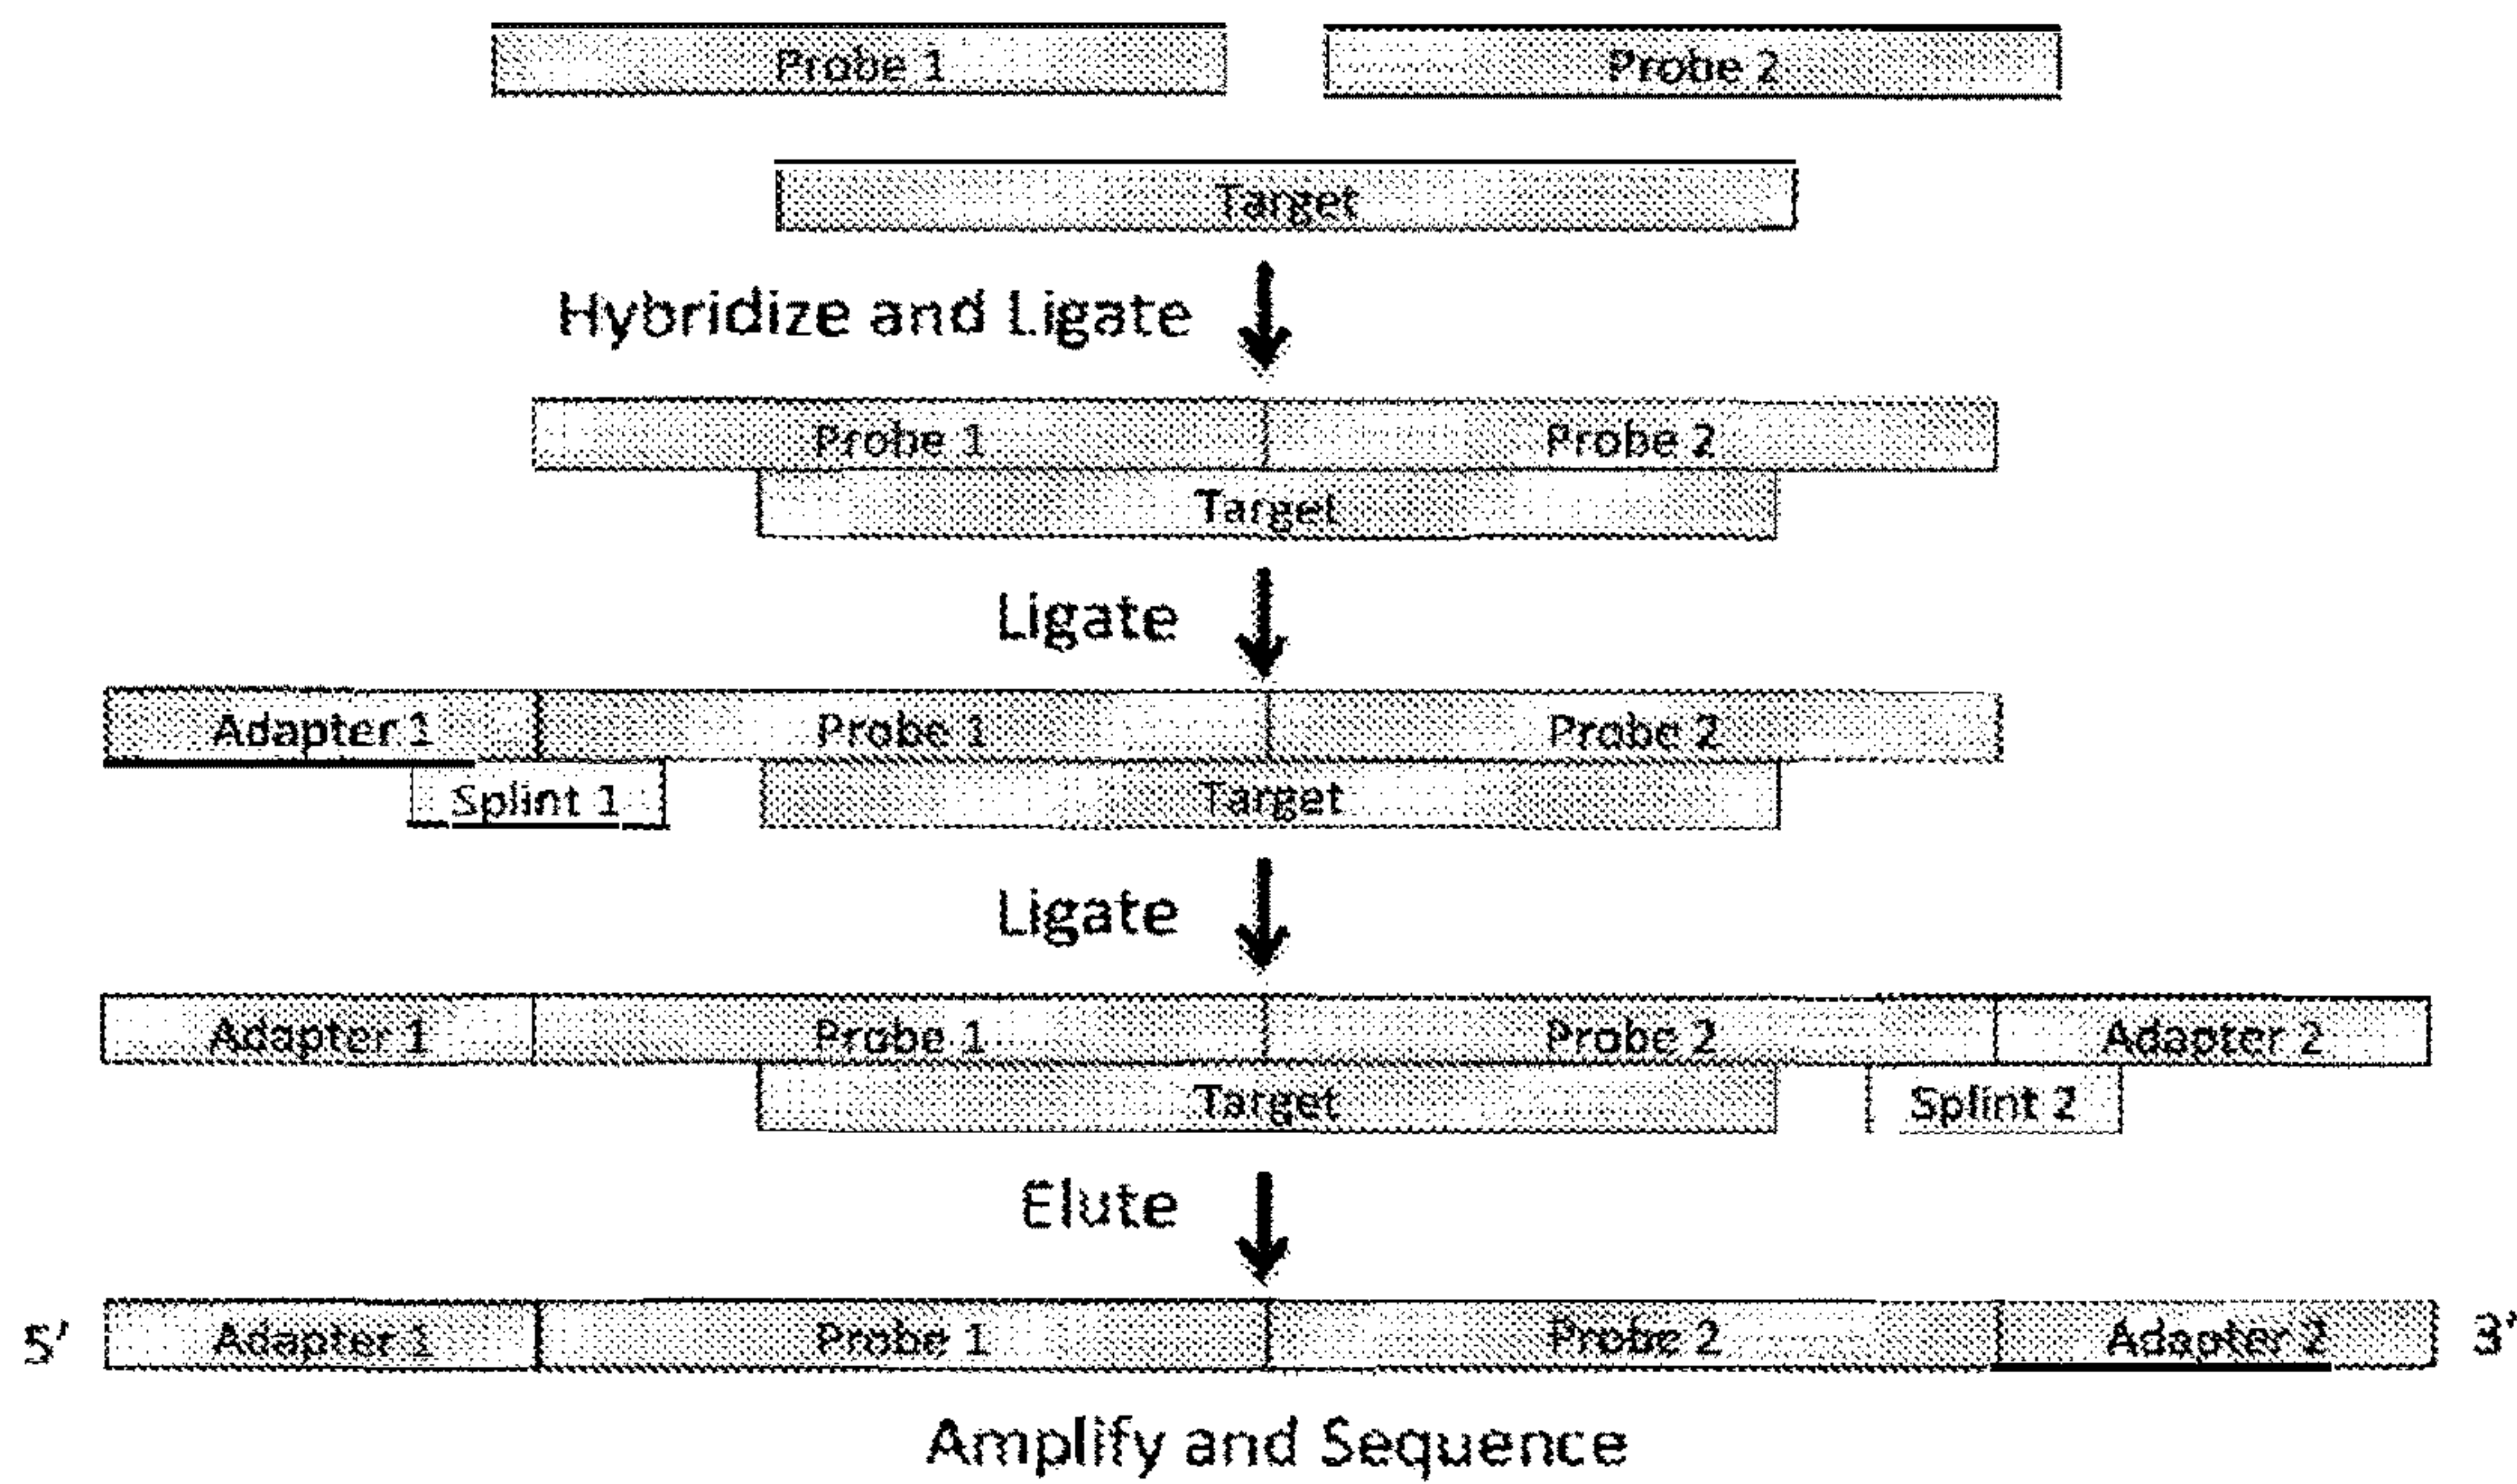 Probe 1 Probe 2
Target
Hybridize and Ligate
Probe 1 Probe 2
Target
Ligate
Adapter 1 Probe 1 Probe 2
Splint 1 Target
Ligate
Adapter 1 Probe 1 Probe 2 Adapter 2
Target Splint 2
Elute
5' Adapter 1 Probe 1 Probe 2 Adapter 2 3'
Amplify and Sequence